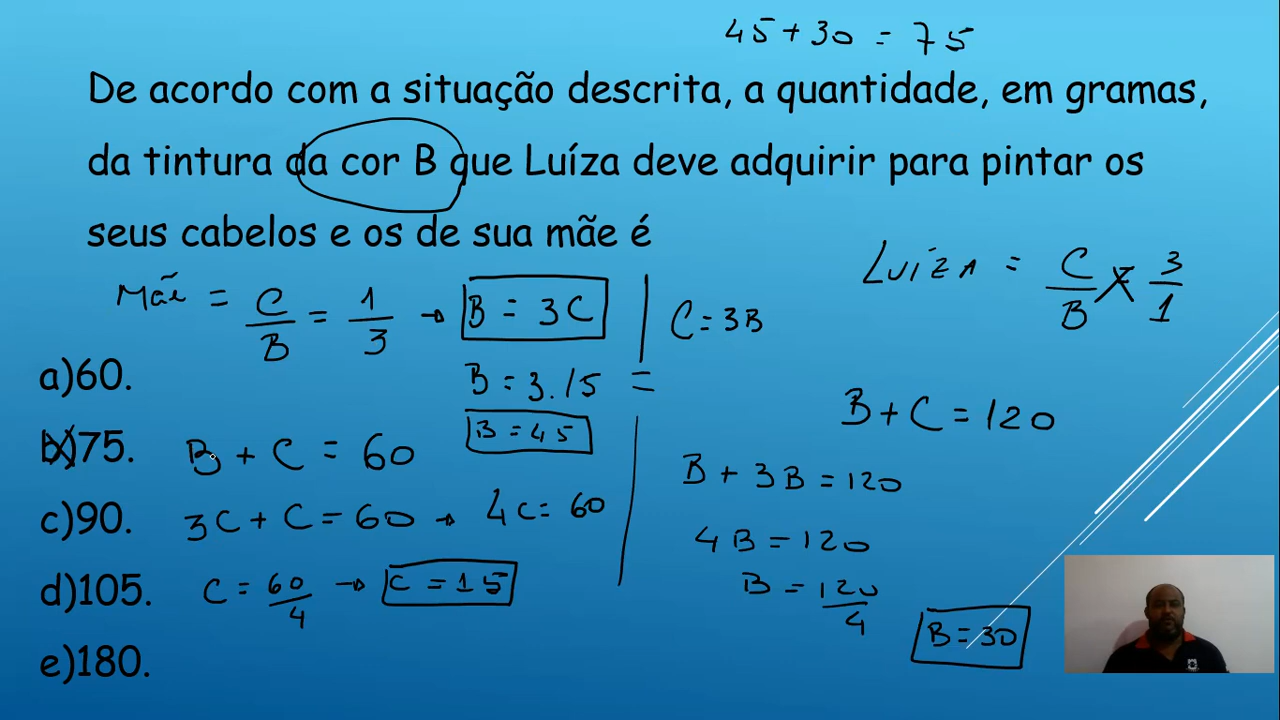 45 + 30 = 75
De acordo com a situação descrita, a quantidade, em gramas,
da tintura da cor B que Luíza deve adquirir para pintar os
seus cabelos e os de sua mãe é
Mãe = C/B = 1/3 → B = 3C
C = 3B
LUÍZA = C/B × 3/1
a)60.
B = 3.15 =
B = 45
B + C = 120
b)75.
B + C = 60
B + 3B = 120
c)90.
3C + C = 60 → 4C = 60
4B = 120
d)105.
C = 60/4 → C = 15
B = 120/4
B = 30
e)180.